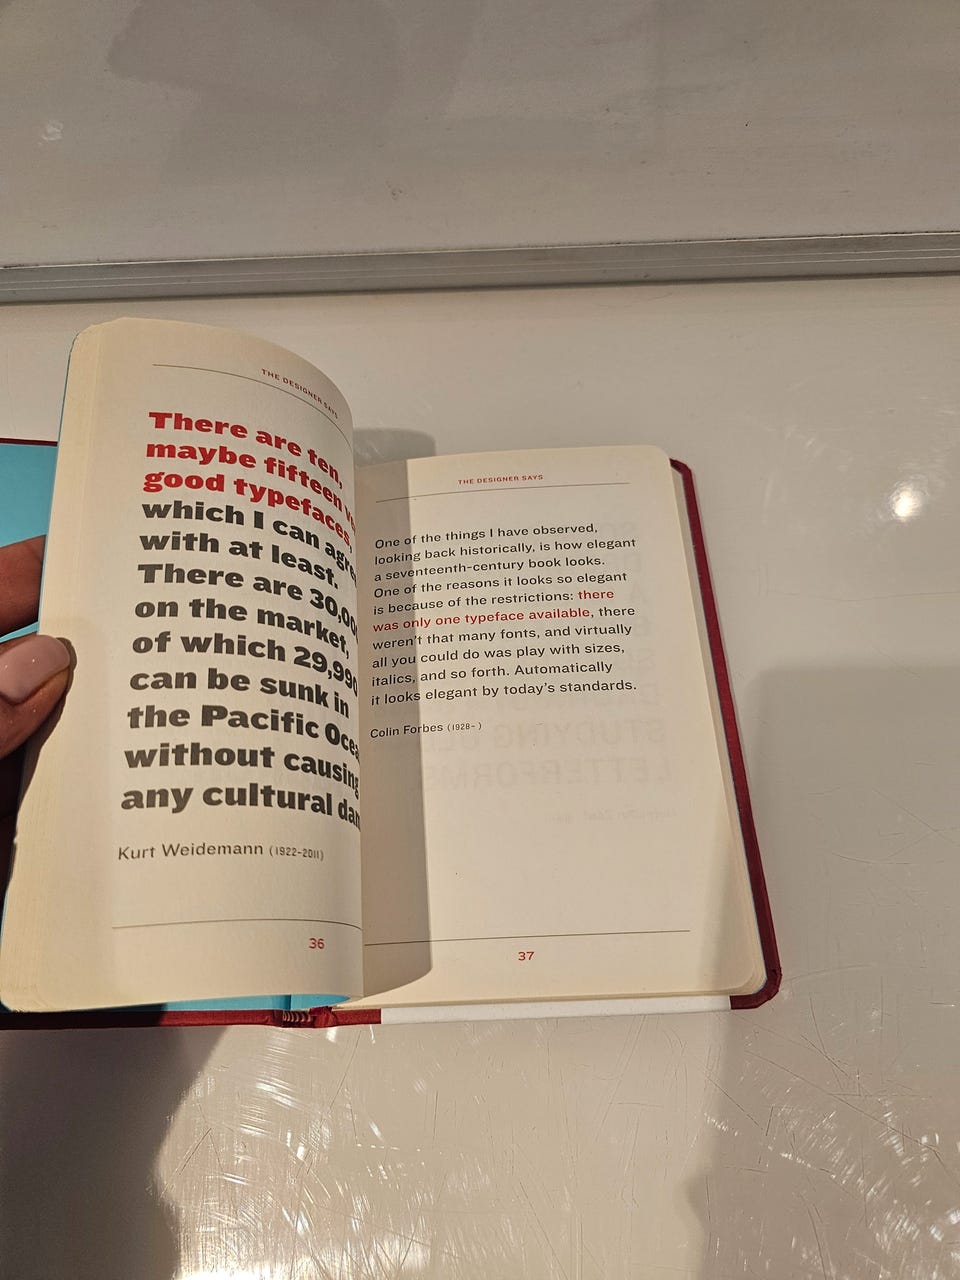 THE DESIGNER SAYS
There are ten,
maybe fifteen
good typefaces,
which I can
with at least.
There are
on the market,
of which
can be sunk in
the Pacific
without causing
any cultural
Kurt Weidemann (1922–2011)
36
THE DESIGNER SAYS
One of the things I have observed,
looking back historically, is how elegant
a seventeenth-century book looks.
One of the reasons it looks so elegant
is because of the restrictions: there
was only one typeface available, there
weren't that many fonts, and virtually
all you could do was play with sizes,
italics, and so forth. Automatically
it looks elegant by today's standards.
Colin Forbes (1928– )
37